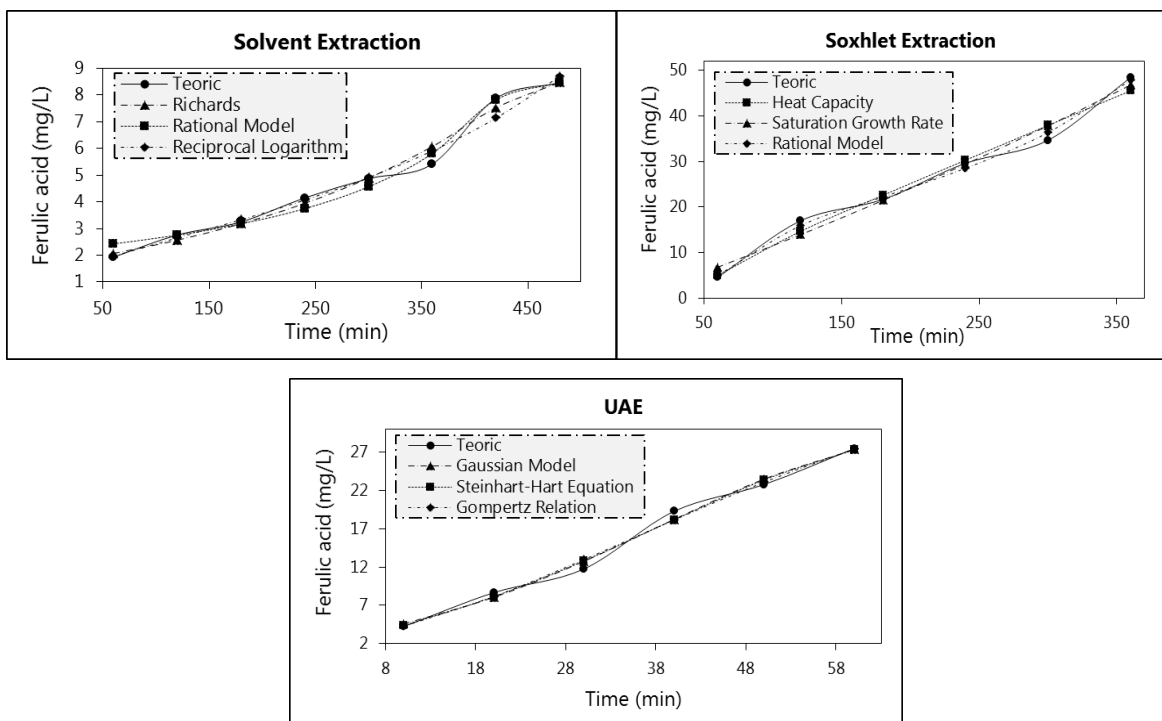 Solvent Extraction
9
8
7
6
5
4
3
2
1
Ferulic acid (mg/L)
Teoric
Richards
Rational Model
Reciprocal Logarithm
50
150
250
350
450
Time (min)
Soxhlet Extraction
50
40
30
20
10
0
Ferulic acid (mg/L)
Teoric
Heat Capacity
Saturation Growth Rate
Rational Model
50
150
250
350
Time (min)
UAE
27
22
17
12
7
2
Ferulic acid (mg/L)
Teoric
Gaussian Model
Steinhart-Hart Equation
Gompertz Relation
8
18
28
38
48
58
Time (min)